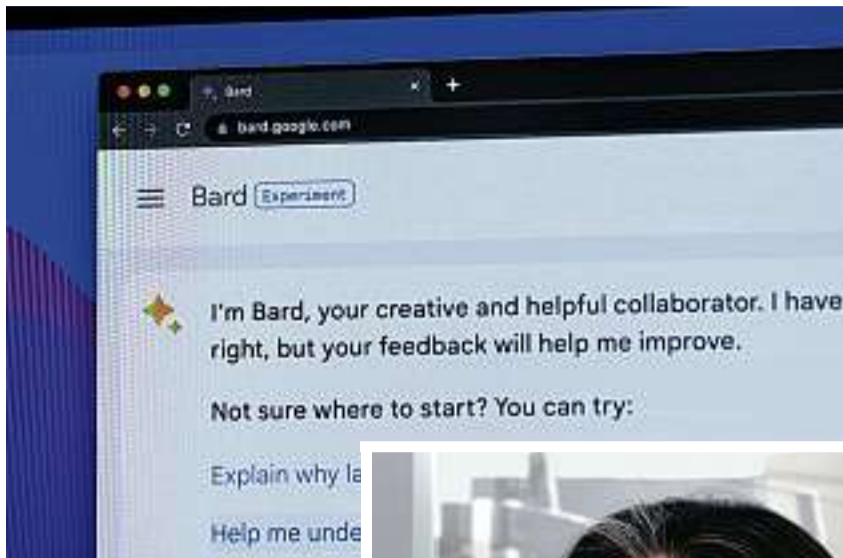 Bard
bard.google.com
Bard Experiment
I'm Bard, your creative and helpful collaborator. I have
right, but your feedback will help me improve.
Not sure where to start? You can try:
Explain why la
Help me unde